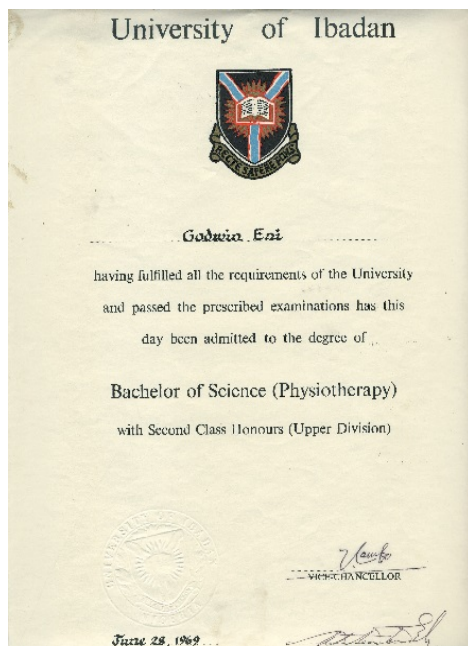 University of Ibadan
RECTE SAPERE FONS
Godwin Eni
having fulfilled all the requirements of the University
and passed the prescribed examinations has this
day been admitted to the degree of
Bachelor of Science (Physiotherapy)
with Second Class Honours (Upper Division)
VICE-CHANCELLOR
June 28, 1969